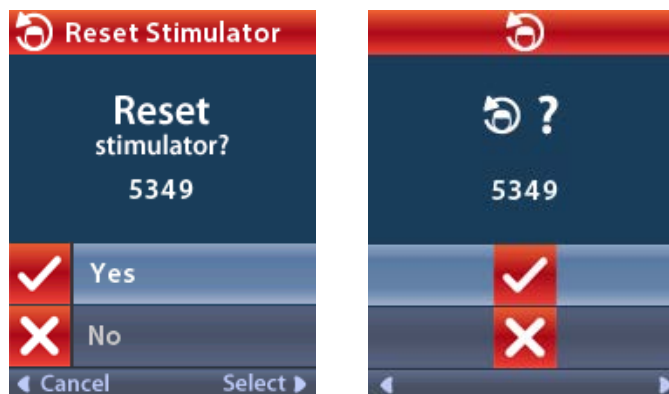 Reset Stimulator
Reset
stimulator?
5349
Yes
No
Cancel Select
?
5349